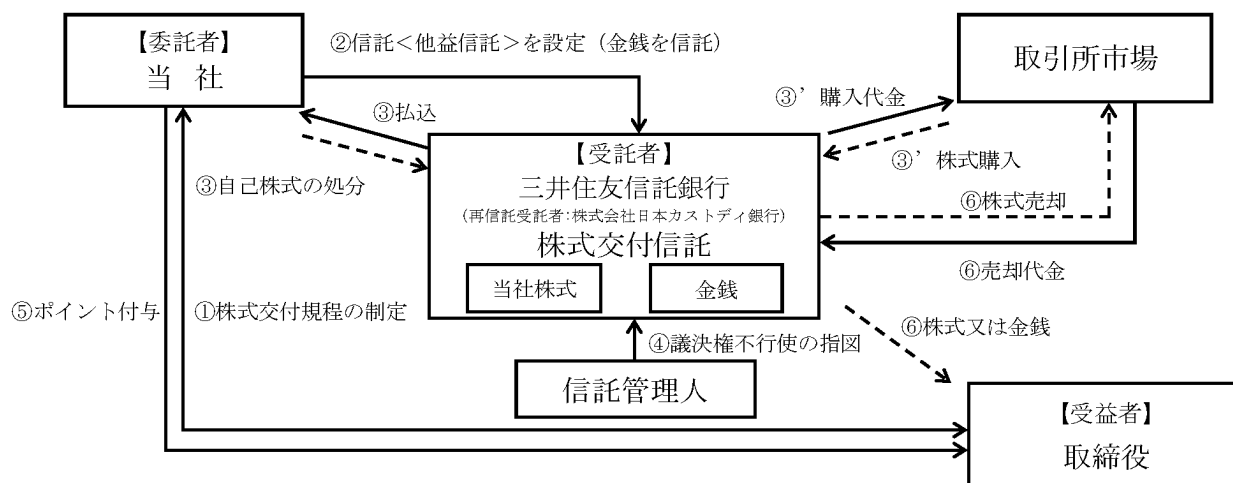 【委託者】
当 社
②信託＜他益信託＞を設定（金銭を信託）
取引所市場
③払込
③’購入代金
③自己株式の処分
【受託者】
三井住友信託銀行
(再信託受託者:株式会社日本カストディ銀行)
株式交付信託
当社株式
金銭
③’株式購入
⑥株式売却
⑥売却代金
⑤ポイント付与
①株式交付規程の制定
④議決権不行使の指図
⑥株式又は金銭
信託管理人
【受益者】
取締役